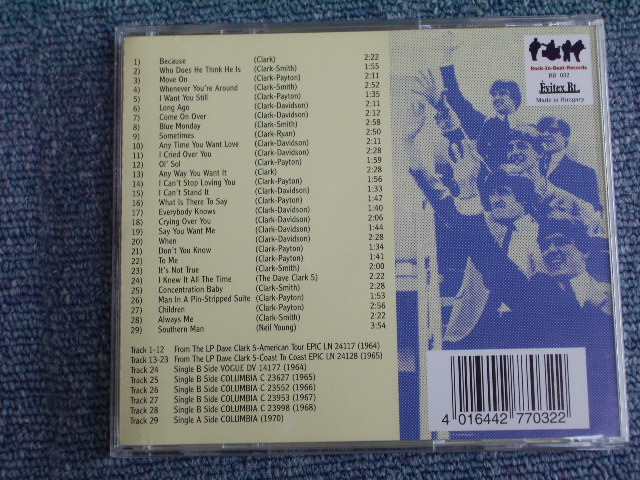 1) Because (Clark) 2:22
2) Who Does He Think He Is (Clark-Smith) 1:55
3) Move On (Clark-Payton) 2:11
4) Whenever You're Around (Clark-Smith) 2:52
5) I Want You Still (Clark-Payton) 1:35
6) Long Ago (Clark-Davidson) 2:11
7) Come On Over (Clark-Davidson) 2:12
8) Blue Monday (Clark-Smith) 2:58
9) Sometimes (Clark-Ryan) 2:50
10) Any Time You Want Love (Clark-Davidson) 2:11
11) I Cried Over You (Clark-Davidson) 2:28
12) Ol' Sol (Clark-Payton) 1:59
13) Any Way You Want It (Clark) 2:28
14) I Can't Stop Loving You (Clark-Payton) 1:56
15) I Can't Stand It (Clark-Davidson) 1:33
16) What Is There To Say (Clark-Payton) 1:47
17) Everybody Knows (Clark-Davidson) 1:40
18) Crying Over You (Clark-Davidson) 2:06
19) Say You Want Me (Clark-Davidson) 1:44
20) When (Clark-Davidson) 2:28
21) Don't You Know (Clark-Payton) 1:34
22) To Me (Clark-Payton) 1:41
23) It's Not True (Clark-Smith) 2:00
24) I Knew It All The Time (The Dave Clark 5) 2:22
25) Concentration Baby (Clark-Smith) 2:28
26) Man In A Pin-Stripped Suite (Clark-Payton) 1:53
27) Children (Clark-Payton) 2:56
28) Always Me (Clark-Smith) 2:22
29) Southern Man (Neil Young) 3:54
Track 1-12 From The LP Dave Clark 5-American Tour EPIC LN 24117 (1964)
Track 13-23 From The LP Dave Clark 5-Coast To Coast EPIC LN 24128 (1965)
Track 24 Single B Side VOGUE DV 14177 (1964)
Track 25 Single B Side COLUMBIA C 23627 (1965)
Track 26 Single B Side COLUMBIA C 23552 (1966)
Track 27 Single B Side COLUMBIA C 23953 (1967)
Track 28 Single B Side COLUMBIA C 23998 (1968)
Track 29 Single A Side COLUMBIA (1970)
Rock-In-Beat-Records
RB 032
Evitex Bt.
Made in Hungary
4 016442 770322